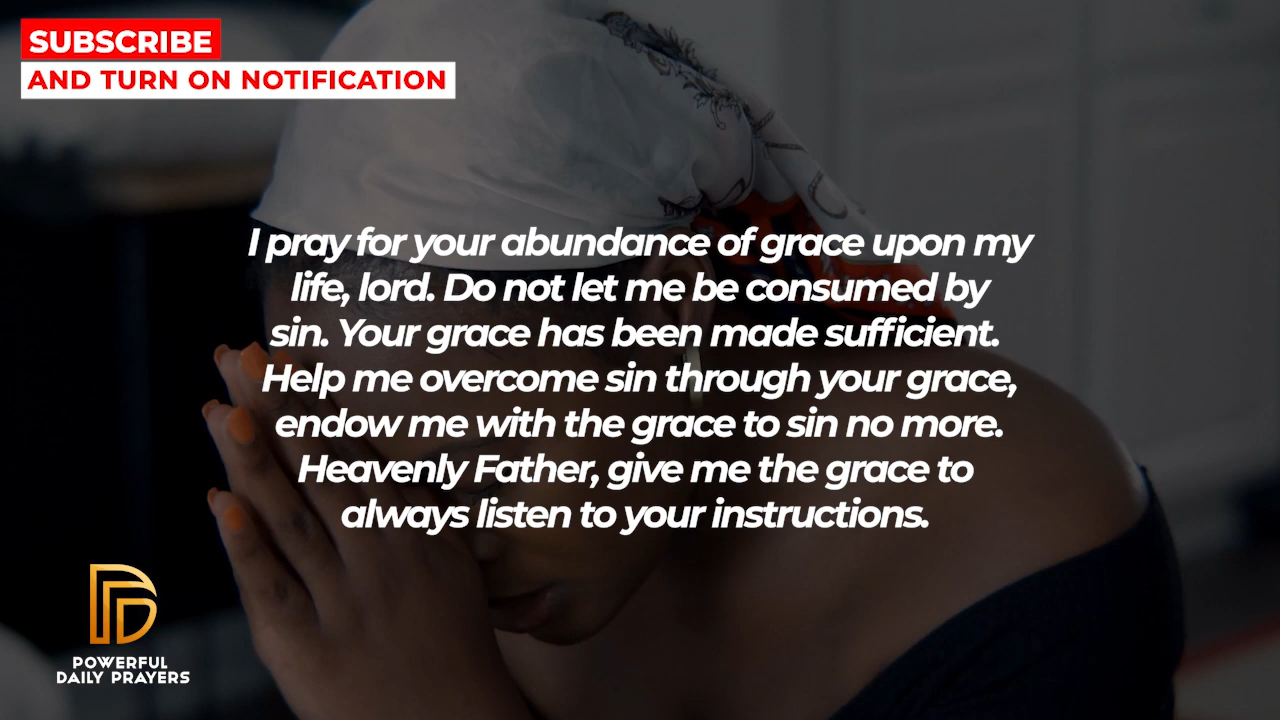 SUBSCRIBE
AND TURN ON NOTIFICATION
I pray for your abundance of grace upon my
life, lord. Do not let me be consumed by
sin. Your grace has been made sufficient.
Help me overcome sin through your grace,
endow me with the grace to sin no more.
Heavenly Father, give me the grace to
always listen to your instructions.
POWERFUL
DAILY PRAYERS